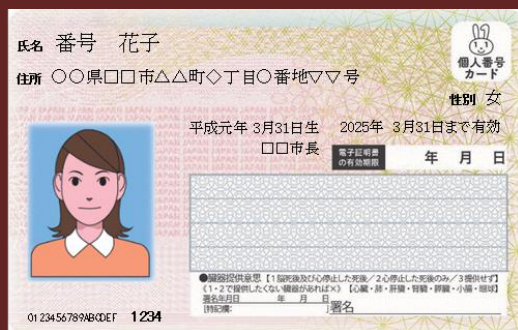 氏名 番号 花子
個人番号
カード
住所 ○○県□□市△△町◇丁目○番地▽▽号
性別 女
平成元年 3月31日生 2025年 3月31日まで有効
□□市長
電子証明書
の有効期限
年 月 日
●臓器提供意思【1脳死後及び心停止した死後/2心停止した死後のみ/3提供せず】
《1・2で提供したくない臓器があれば×》【心臓・肺・肝臓・腎臓・膵臓・小腸・眼球】
署名年月日 年 月 日
[特記欄: ] 署名
0123456789ABCDEF 1234